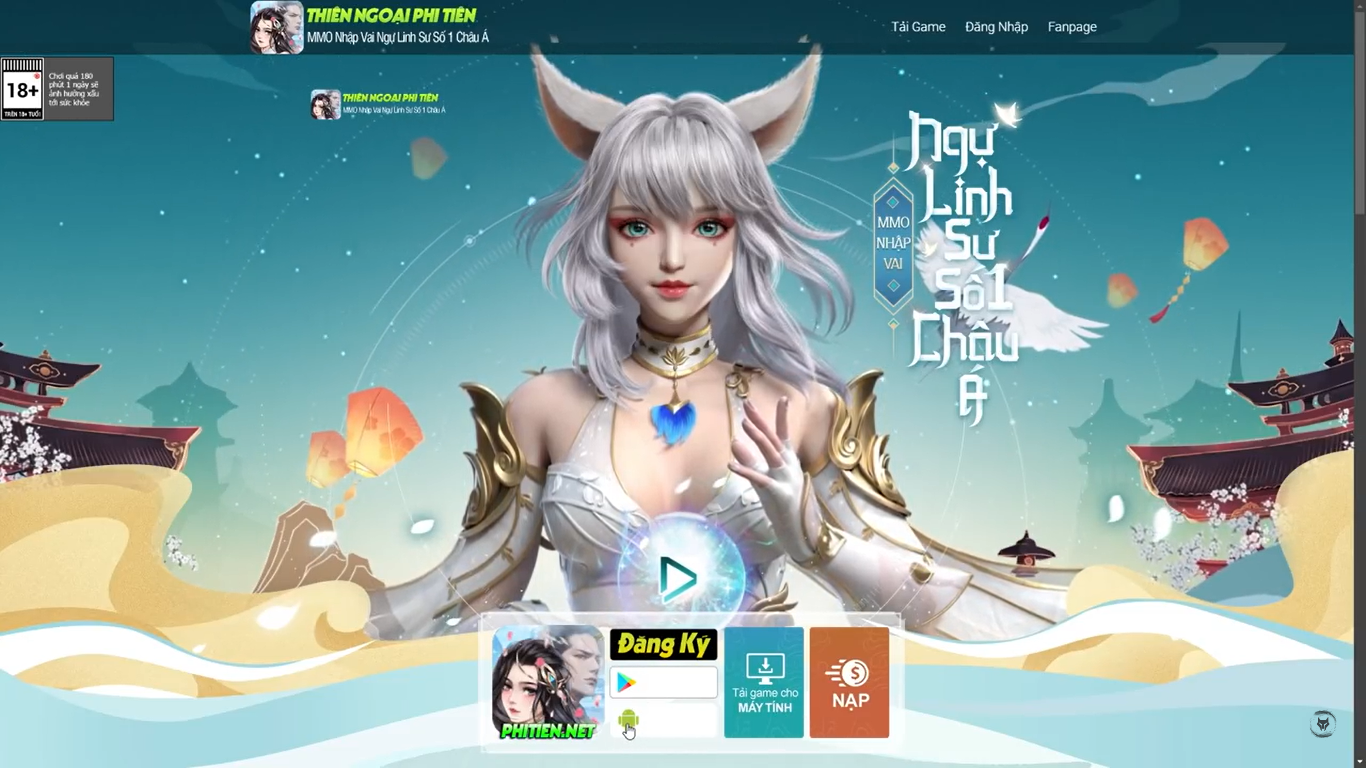 THIÊN NGOẠI PHI TIÊN
MMO Nhập Vai Ngự Linh Sư Số 1 Châu Á
Tải Game
Đăng Nhập
Fanpage
18+
TRÊN 18+ TUỔI
Chơi quá 180
phút 1 ngày sẽ
ảnh hưởng xấu
tới sức khỏe
THIÊN NGOẠI PHI TIÊN
MMO Nhập Vai Ngự Linh Sư Số 1 Châu Á
MMO
NHẬP
VAI
Ngự
Linh
Sư
Số 1
Châu
Á
PHITIEN.NET
Đăng Ký
Tải game cho
MÁY TÍNH
NẠP